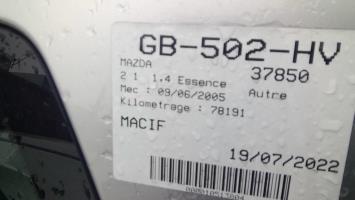 GB-502-HV
MAZDA 37850
2 1 1.4 Essence Autre
Mec : 09/06/2005
Kilometrage : 78191
MACIF
19/07/2022